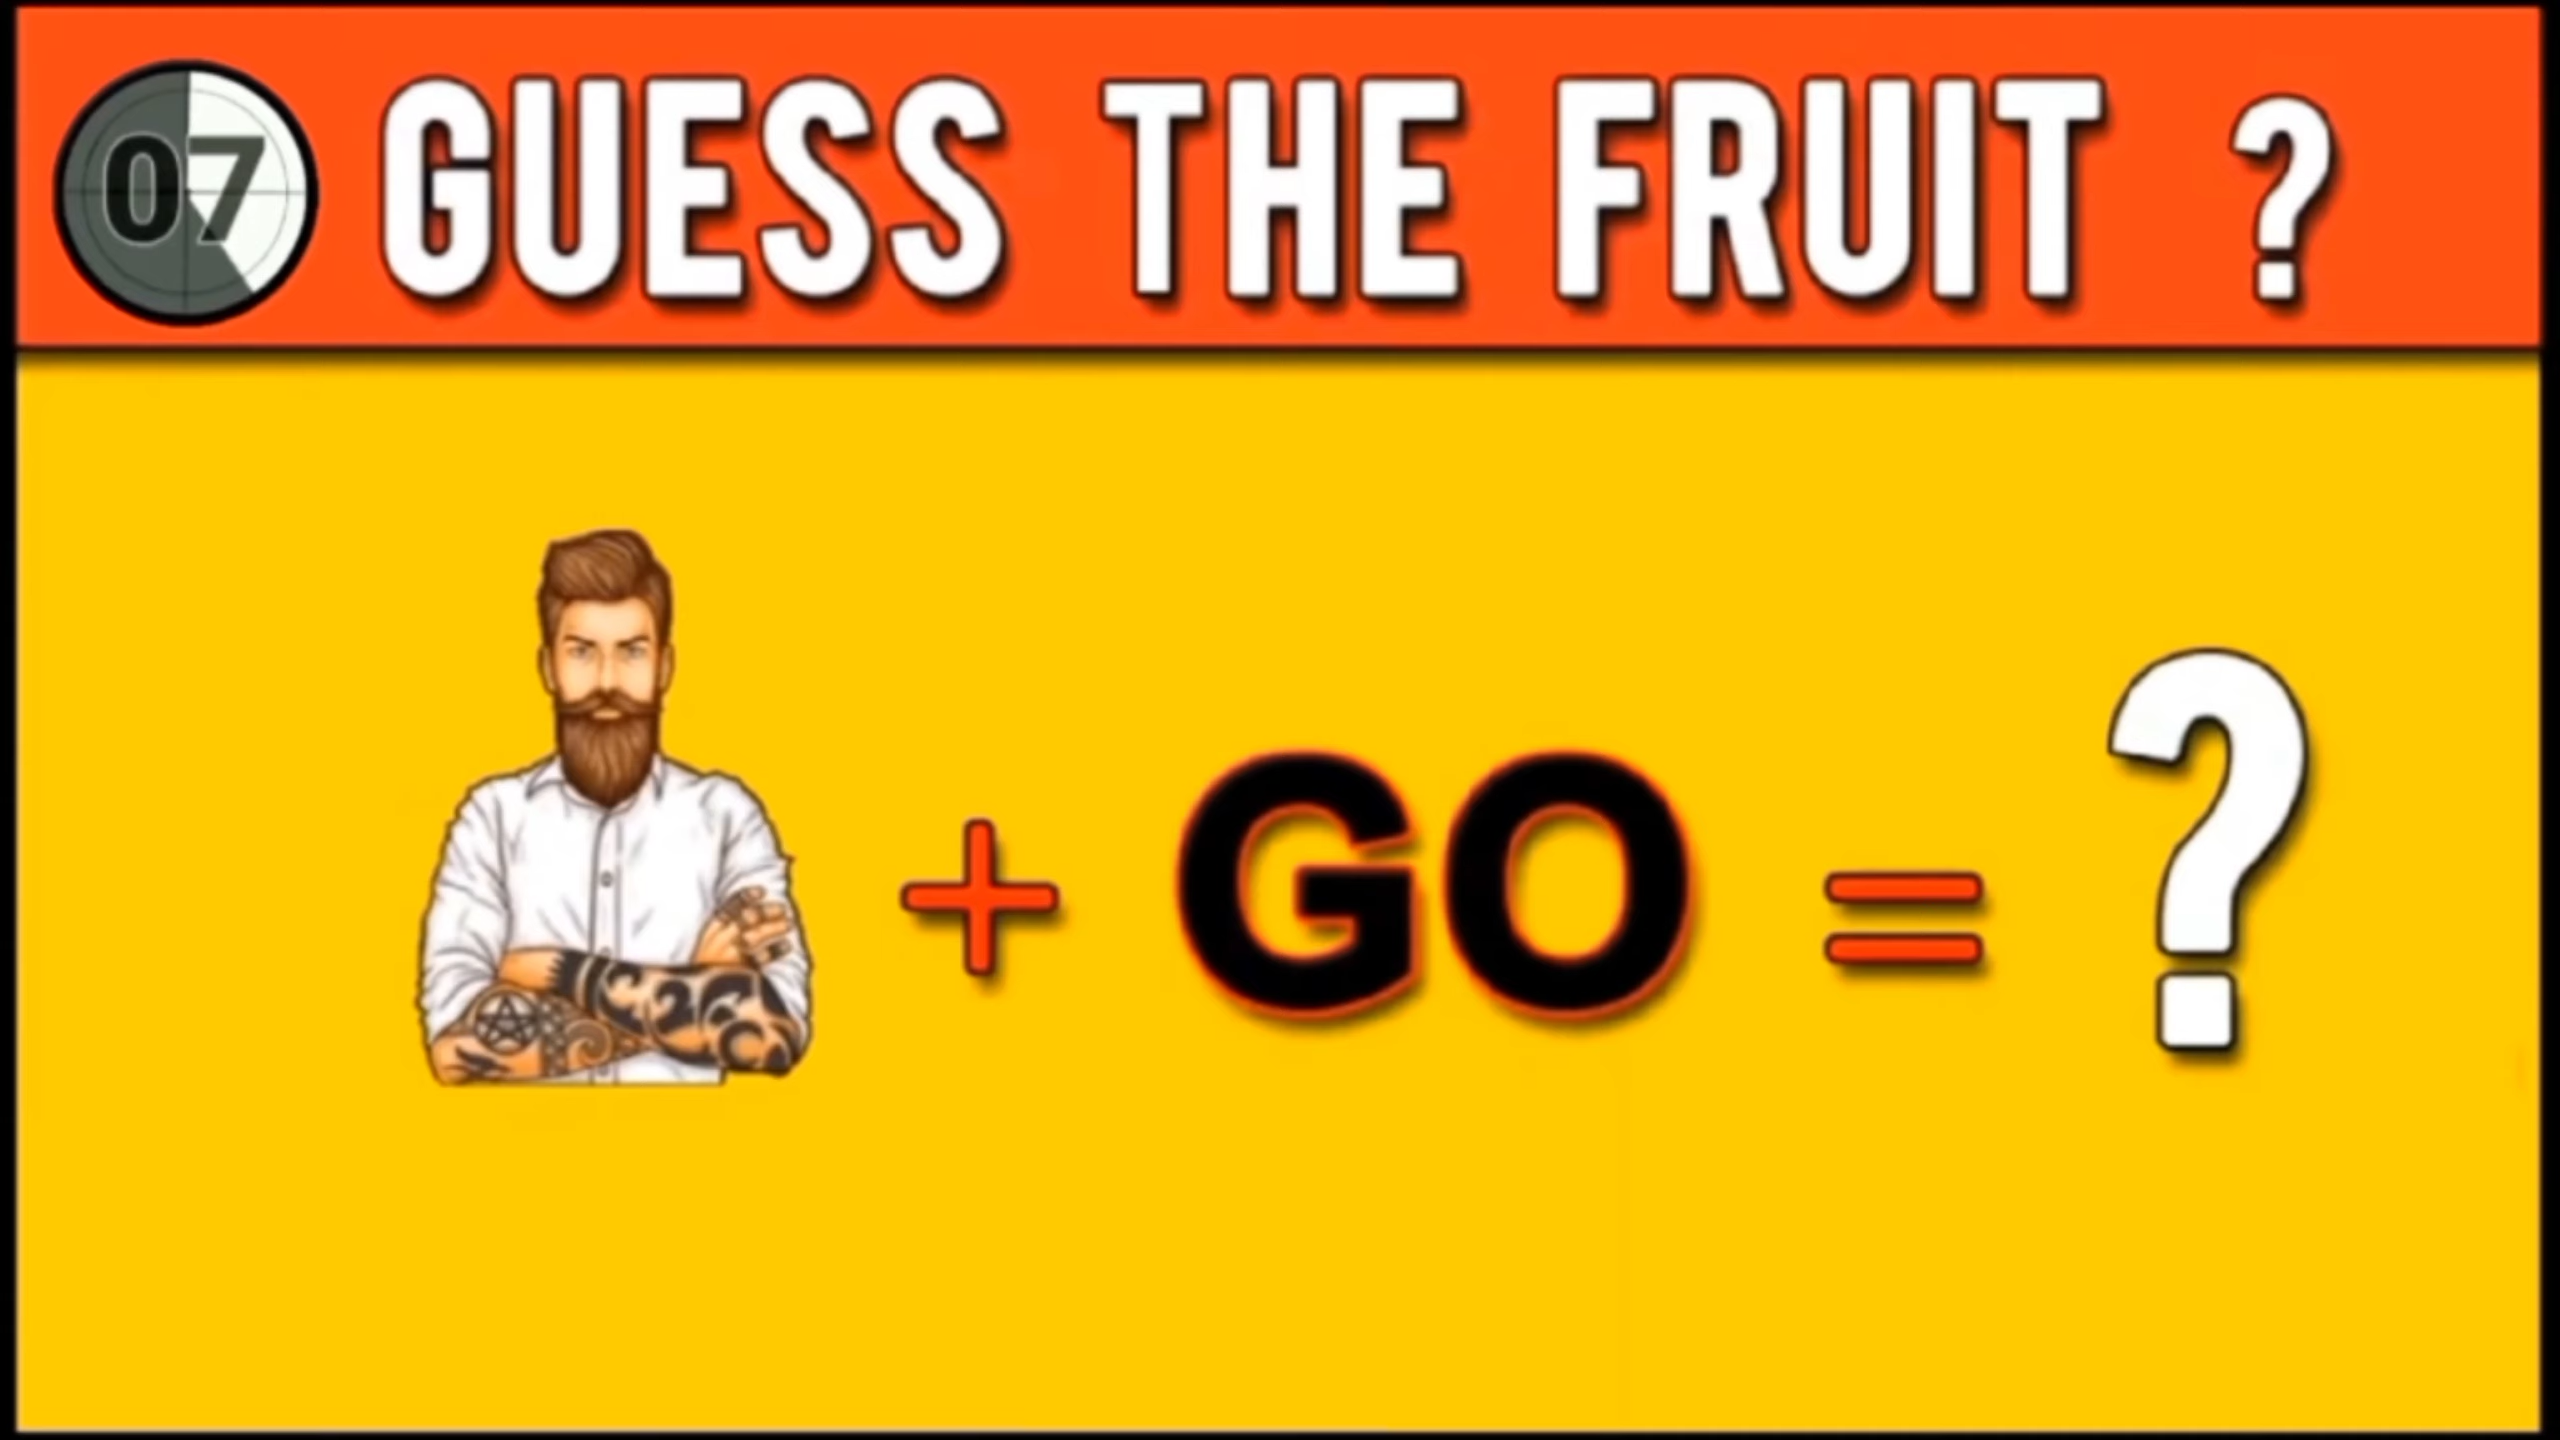 07 GUESS THE FRUIT ?
+ GO = ?